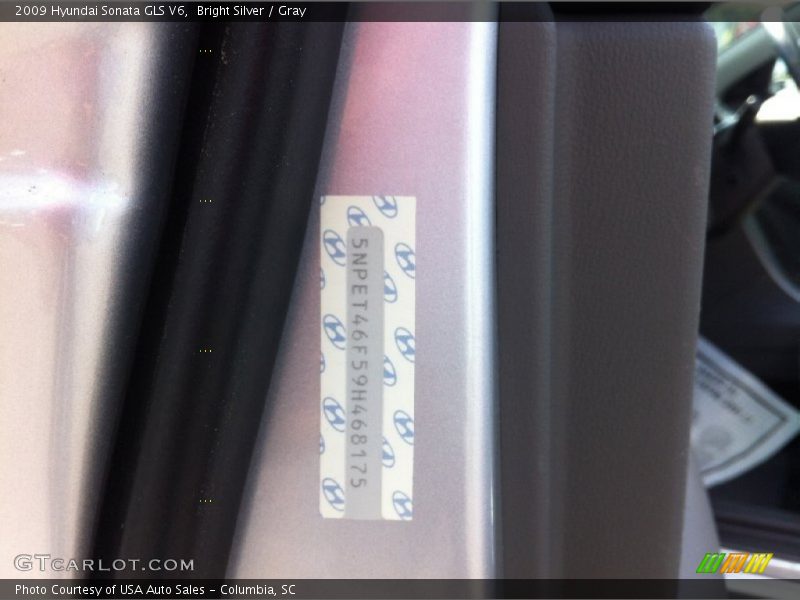 2009 Hyundai Sonata GLS V6, Bright Silver / Gray
5NPET46F59H468175
GTCARLOT.COM
Photo Courtesy of USA Auto Sales - Columbia, SC